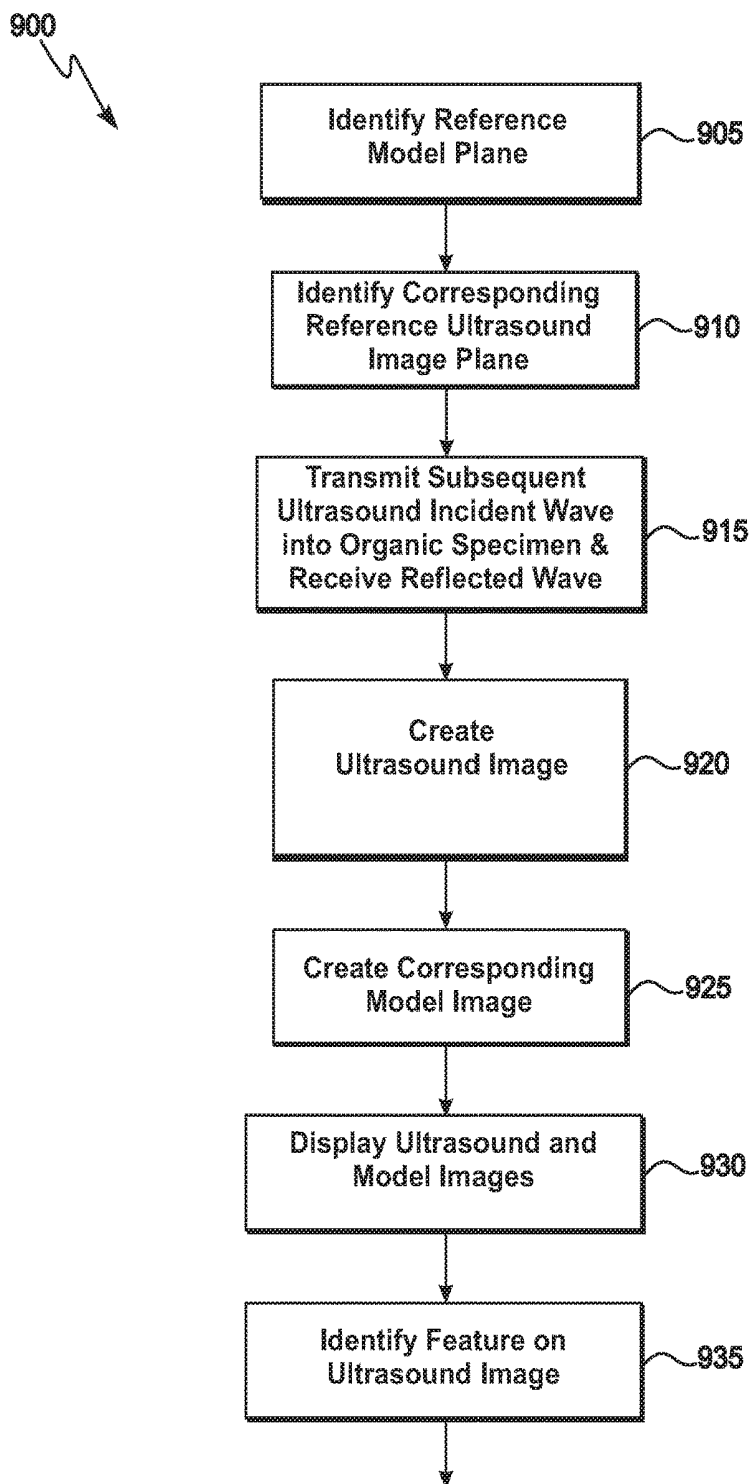 900
Identify Reference
Model Plane
905
Identify Corresponding
Reference Ultrasound
Image Plane
910
Transmit Subsequent
Ultrasound Incident Wave
into Organic Specimen &
Receive Reflected Wave
915
Create
Ultrasound Image
920
Create Corresponding
Model Image
925
Display Ultrasound and
Model Images
930
Identify Feature on
Ultrasound Image
935